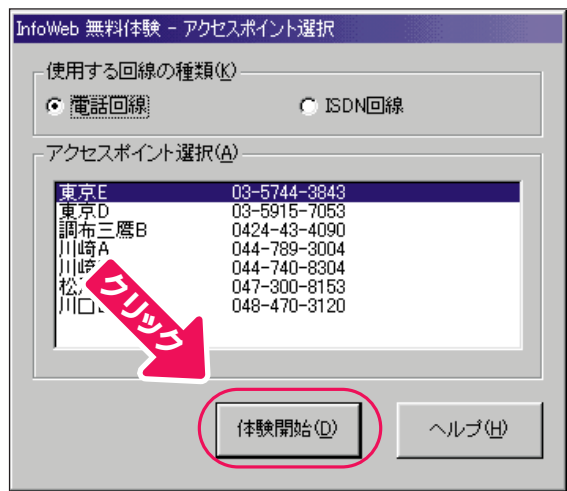 InfoWeb 無料体験 - アクセスポイント選択
使用する回線の種類(K)
電話回線 ISDN回線
アクセスポイント選択(A)
東京E 03-5744-3843
東京D 03-5915-7053
調布三鷹B 0424-43-4090
川崎A 044-789-3004
川崎 044-740-8304
047-300-8153
川口 048-470-3120
クリック
体験開始(D) ヘルプ(H)